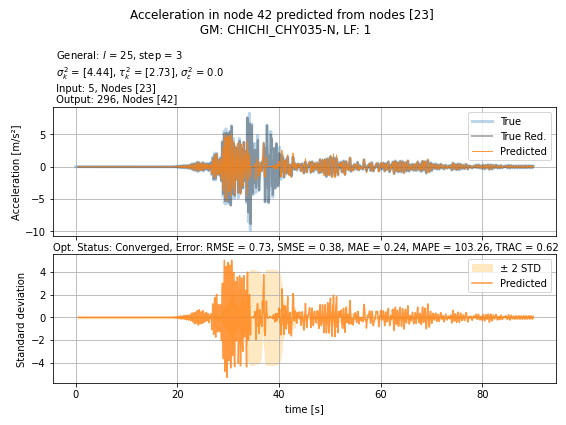 Acceleration in node 42 predicted from nodes [23]
GM: CHICHI_CHY035-N, LF: 1
General: l = 25, step = 3
σ²ₖ = [4.44], τ²ₖ = [2.73], σ²ε = 0.0
Input: 5, Nodes [23]
Output: 296, Nodes [42]
True
True Red.
Predicted
Acceleration [m/s²]
5
0
−5
−10
Opt. Status: Converged, Error: RMSE = 0.73, SMSE = 0.38, MAE = 0.24, MAPE = 103.26, TRAC = 0.62
± 2 STD
Predicted
Standard deviation
4
2
0
−2
−4
0 20 40 60 80
time [s]